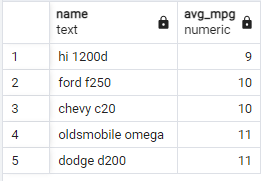 name avg_mpg
text numeric
1 hi 1200d 9
2 ford f250 10
3 chevy c20 10
4 oldsmobile omega 11
5 dodge d200 11